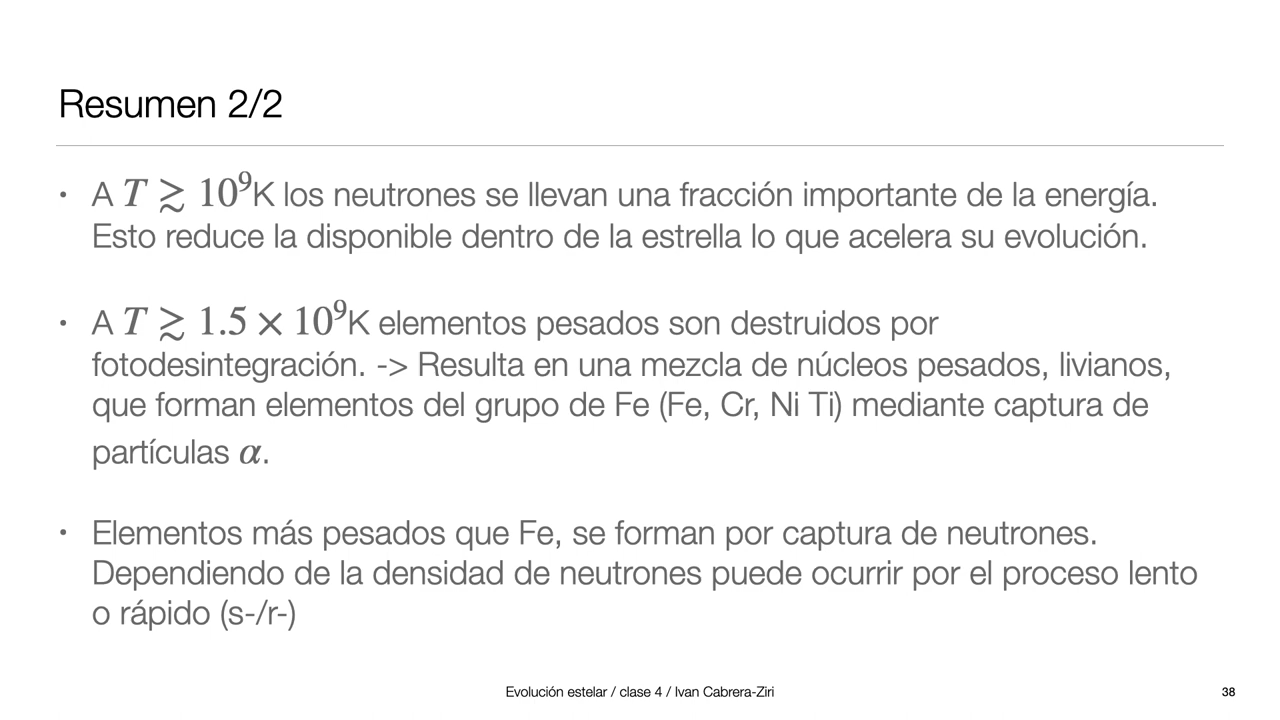 Resumen 2/2
• A T ≳ 10⁹K los neutrones se llevan una fracción importante de la energía.
Esto reduce la disponible dentro de la estrella lo que acelera su evolución.
• A T ≳ 1.5 × 10⁹K elementos pesados son destruidos por
fotodesintegración. -> Resulta en una mezcla de núcleos pesados, livianos,
que forman elementos del grupo de Fe (Fe, Cr, Ni Ti) mediante captura de
partículas α.
• Elementos más pesados que Fe, se forman por captura de neutrones.
Dependiendo de la densidad de neutrones puede ocurrir por el proceso lento
o rápido (s-/r-)
Evolución estelar / clase 4 / Ivan Cabrera-Ziri
38